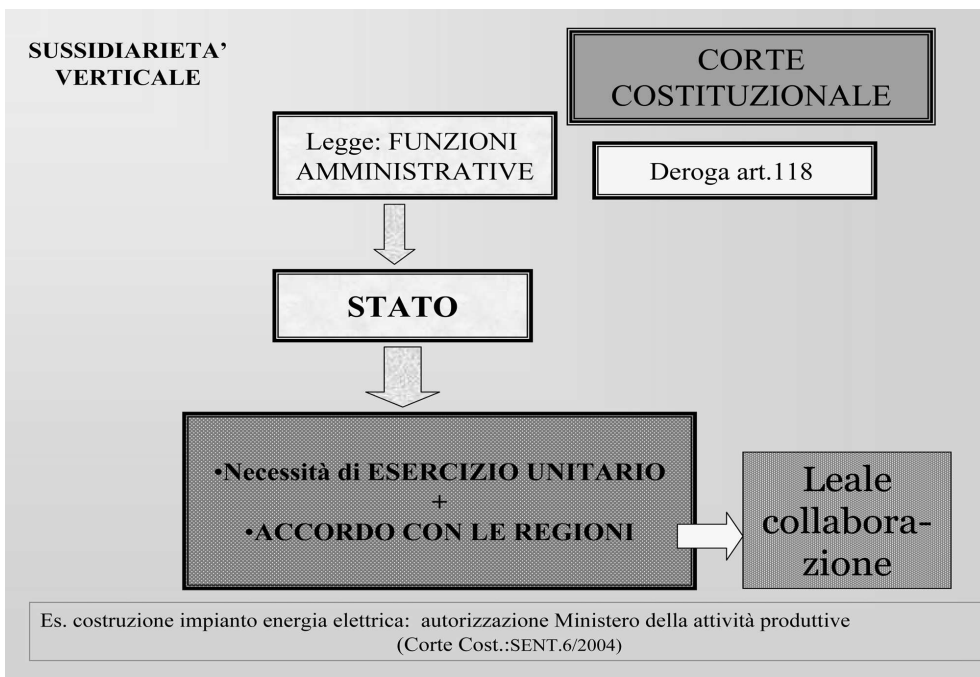 SUSSIDIARIETA’
VERTICALE
CORTE
COSTITUZIONALE
Legge: FUNZIONI
AMMINISTRATIVE
Deroga art.118
STATO
•Necessità di ESERCIZIO UNITARIO
+
•ACCORDO CON LE REGIONI
Leale
collabora-
zione
Es. costruzione impianto energia elettrica: autorizzazione Ministero della attività produttive
(Corte Cost.:SENT.6/2004)